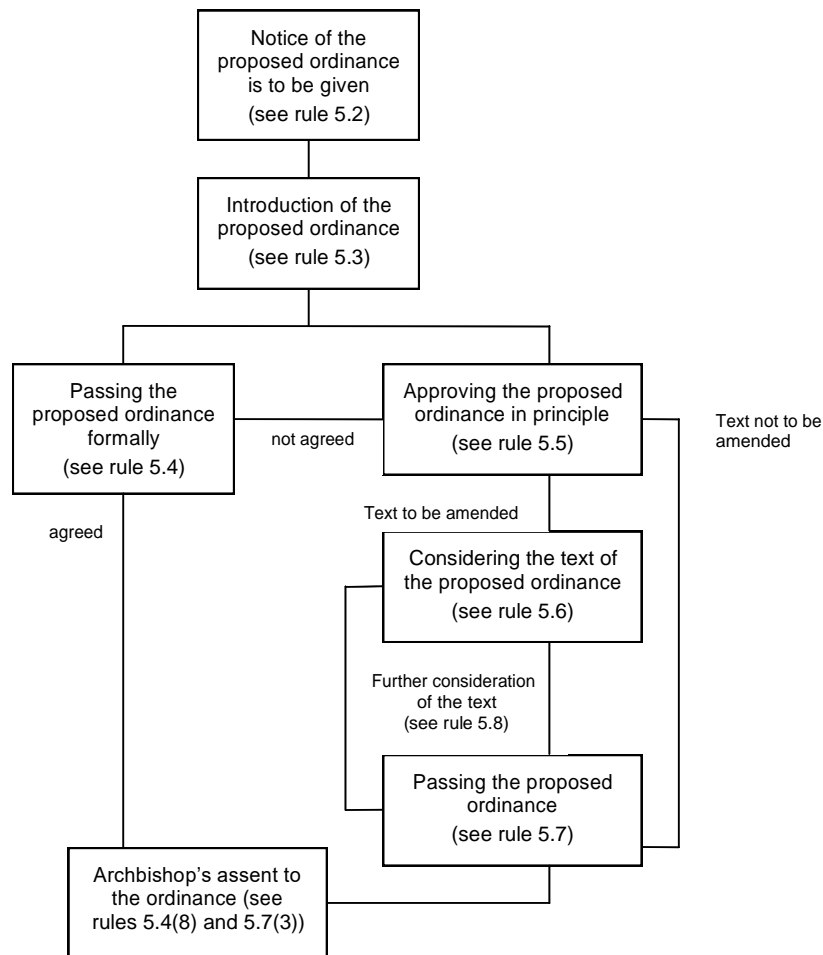 Notice of the
proposed ordinance
is to be given
(see rule 5.2)
Introduction of the
proposed ordinance
(see rule 5.3)
Passing the
proposed ordinance
formally
(see rule 5.4)
not agreed
Approving the proposed
ordinance in principle
(see rule 5.5)
Text not to be
amended
agreed
Text to be amended
Considering the text of
the proposed ordinance
(see rule 5.6)
Further consideration
of the text
(see rule 5.8)
Passing the proposed
ordinance
(see rule 5.7)
Archbishop’s assent to
the ordinance (see
rules 5.4(8) and 5.7(3))